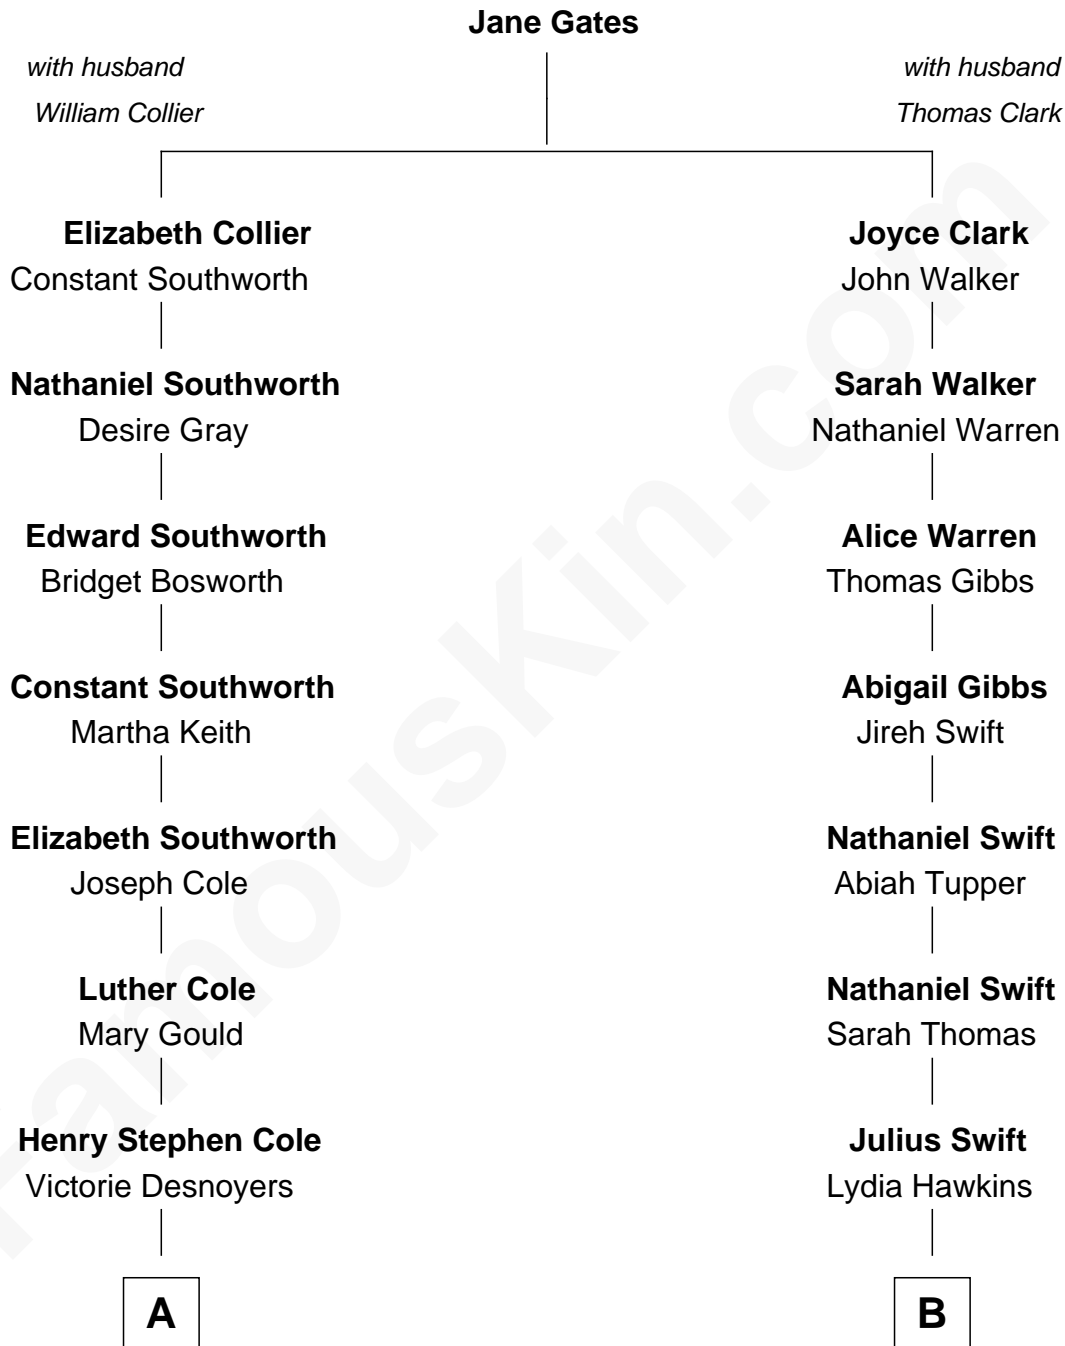 Jane Gates
with husband
William Collier
with husband
Thomas Clark
Elizabeth Collier
Constant Southworth
Joyce Clark
John Walker
Nathaniel Southworth
Desire Gray
Sarah Walker
Nathaniel Warren
Edward Southworth
Bridget Bosworth
Alice Warren
Thomas Gibbs
Constant Southworth
Martha Keith
Abigail Gibbs
Jireh Swift
Elizabeth Southworth
Joseph Cole
Nathaniel Swift
Abiah Tupper
Luther Cole
Mary Gould
Nathaniel Swift
Sarah Thomas
Henry Stephen Cole
Victorie Desnoyers
Julius Swift
Lydia Hawkins
A
B
FamousKin.com